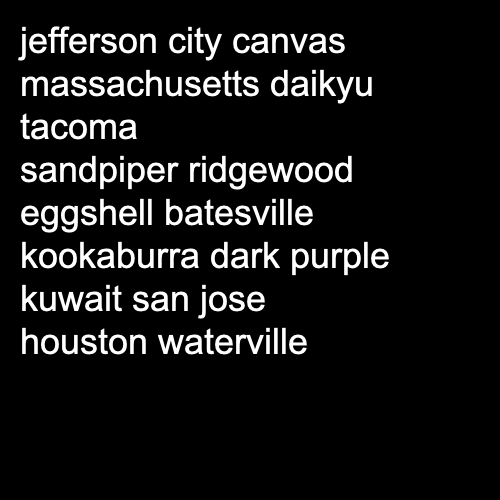 jefferson city canvas
massachusetts daikyu
tacoma
sandpiper ridgewood
eggshell batesville
kookaburra dark purple
kuwait san jose
houston waterville